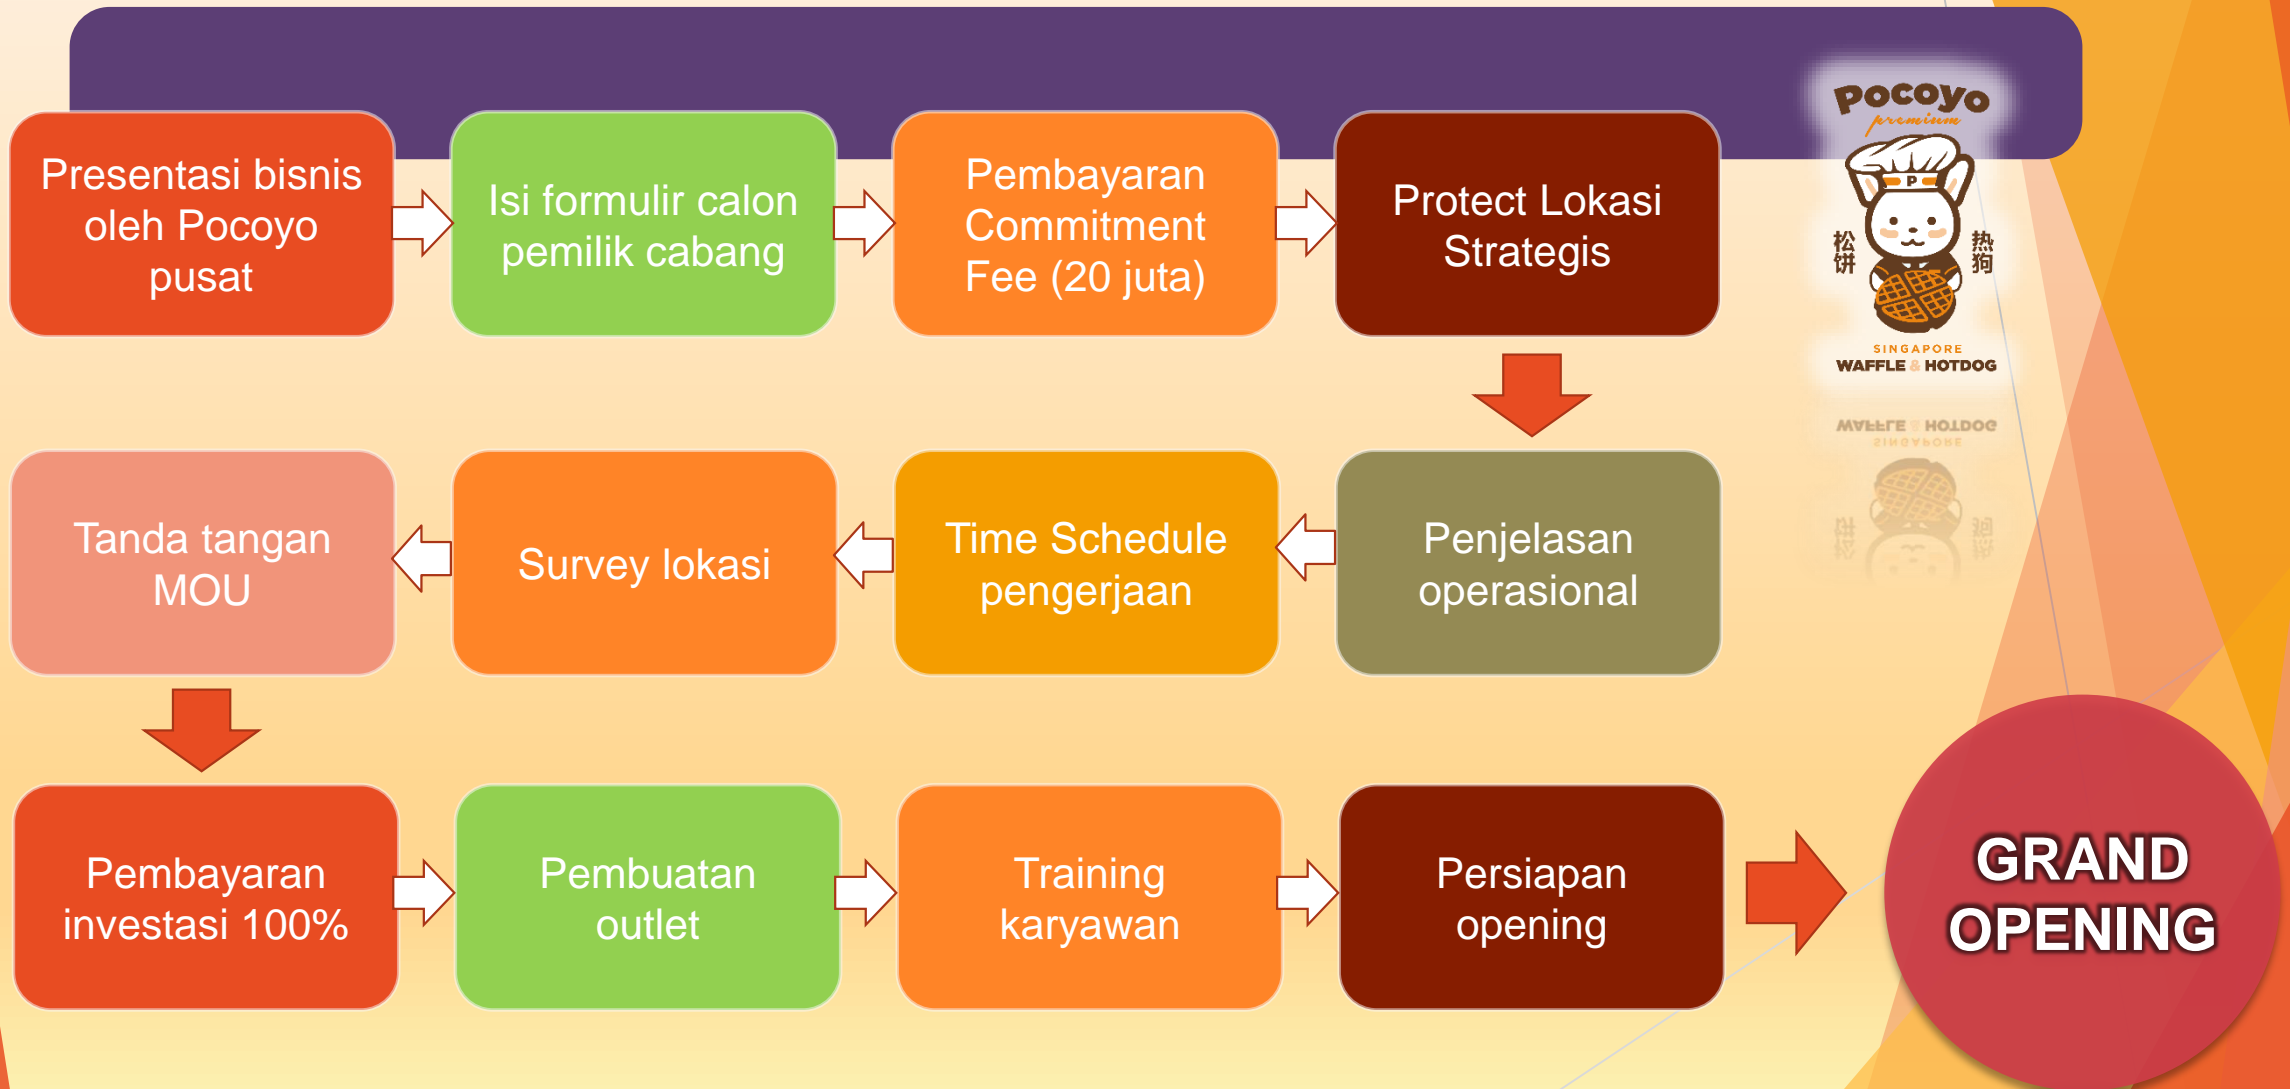 Pocoyo
premium
P
松饼
热狗
SINGAPORE
WAFFLE & HOTDOG
Presentasi bisnis
oleh Pocoyo
pusat
Isi formulir calon
pemilik cabang
Pembayaran
Commitment
Fee (20 juta)
Protect Lokasi
Strategis
Penjelasan
operasional
Time Schedule
pengerjaan
Survey lokasi
Tanda tangan
MOU
Pembayaran
investasi 100%
Pembuatan
outlet
Training
karyawan
Persiapan
opening
GRAND
OPENING